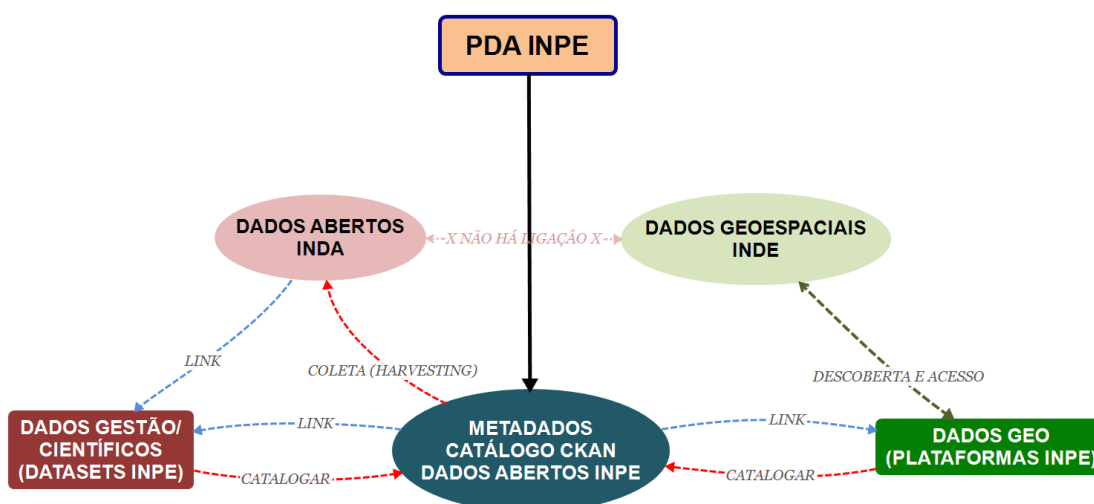 PDA INPE
DADOS ABERTOS
INDA
X NÃO HÁ LIGAÇÂO X
DADOS GEOESPACIAIS
INDE
LINK
COLETA (HARVESTING)
DESCOBERTA E ACESSO
DADOS GESTÃO/
CIENTÍFICOS
(DATASETS INPE)
LINK
CATALOGAR
METADADOS
CATÁLOGO CKAN
DADOS ABERTOS INPE
LINK
CATALOGAR
DADOS GEO
(PLATAFORMAS INPE)